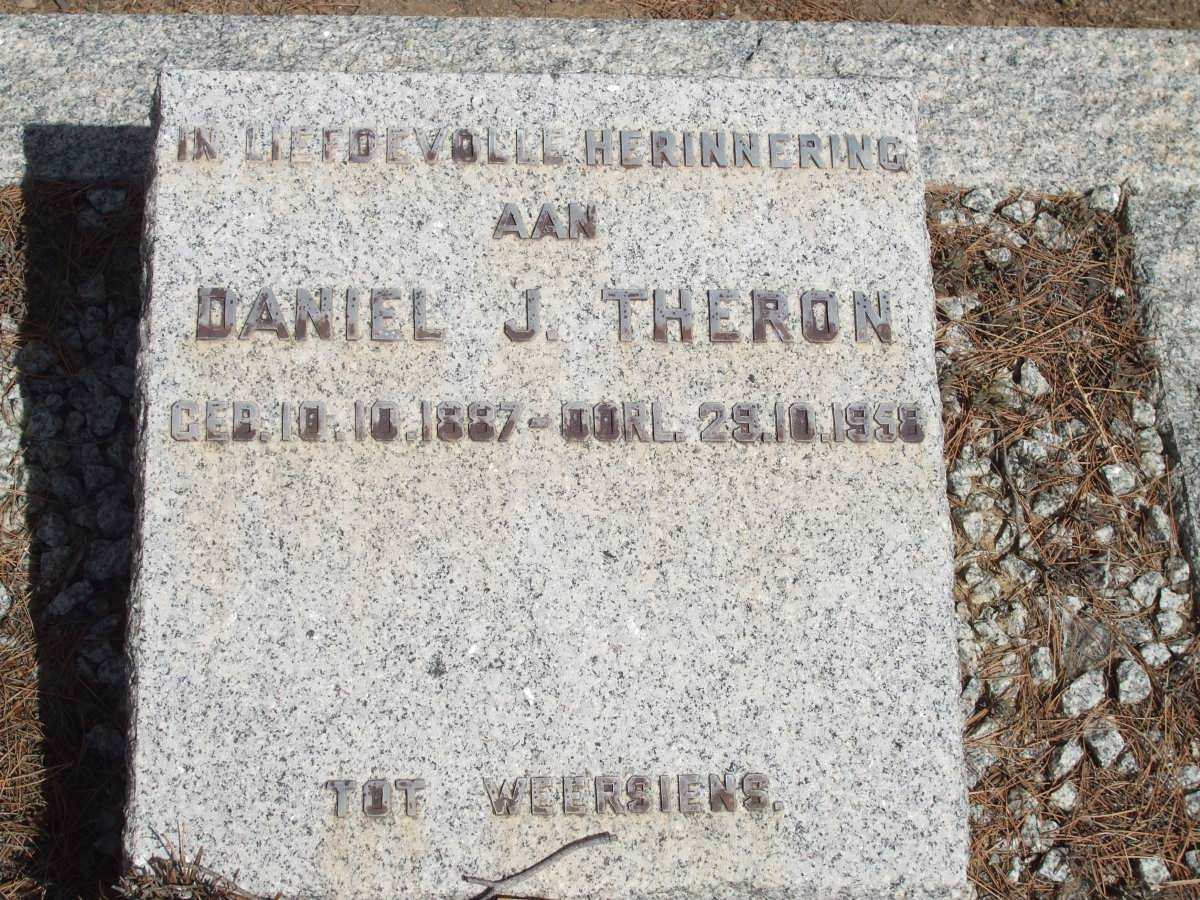 IN LIEFDEVOLLE HERINNERING
AAN
DANIEL J. THERON
GEB. 10.10.1887 - OORL. 29.10.1958
TOT WEERSIENS.